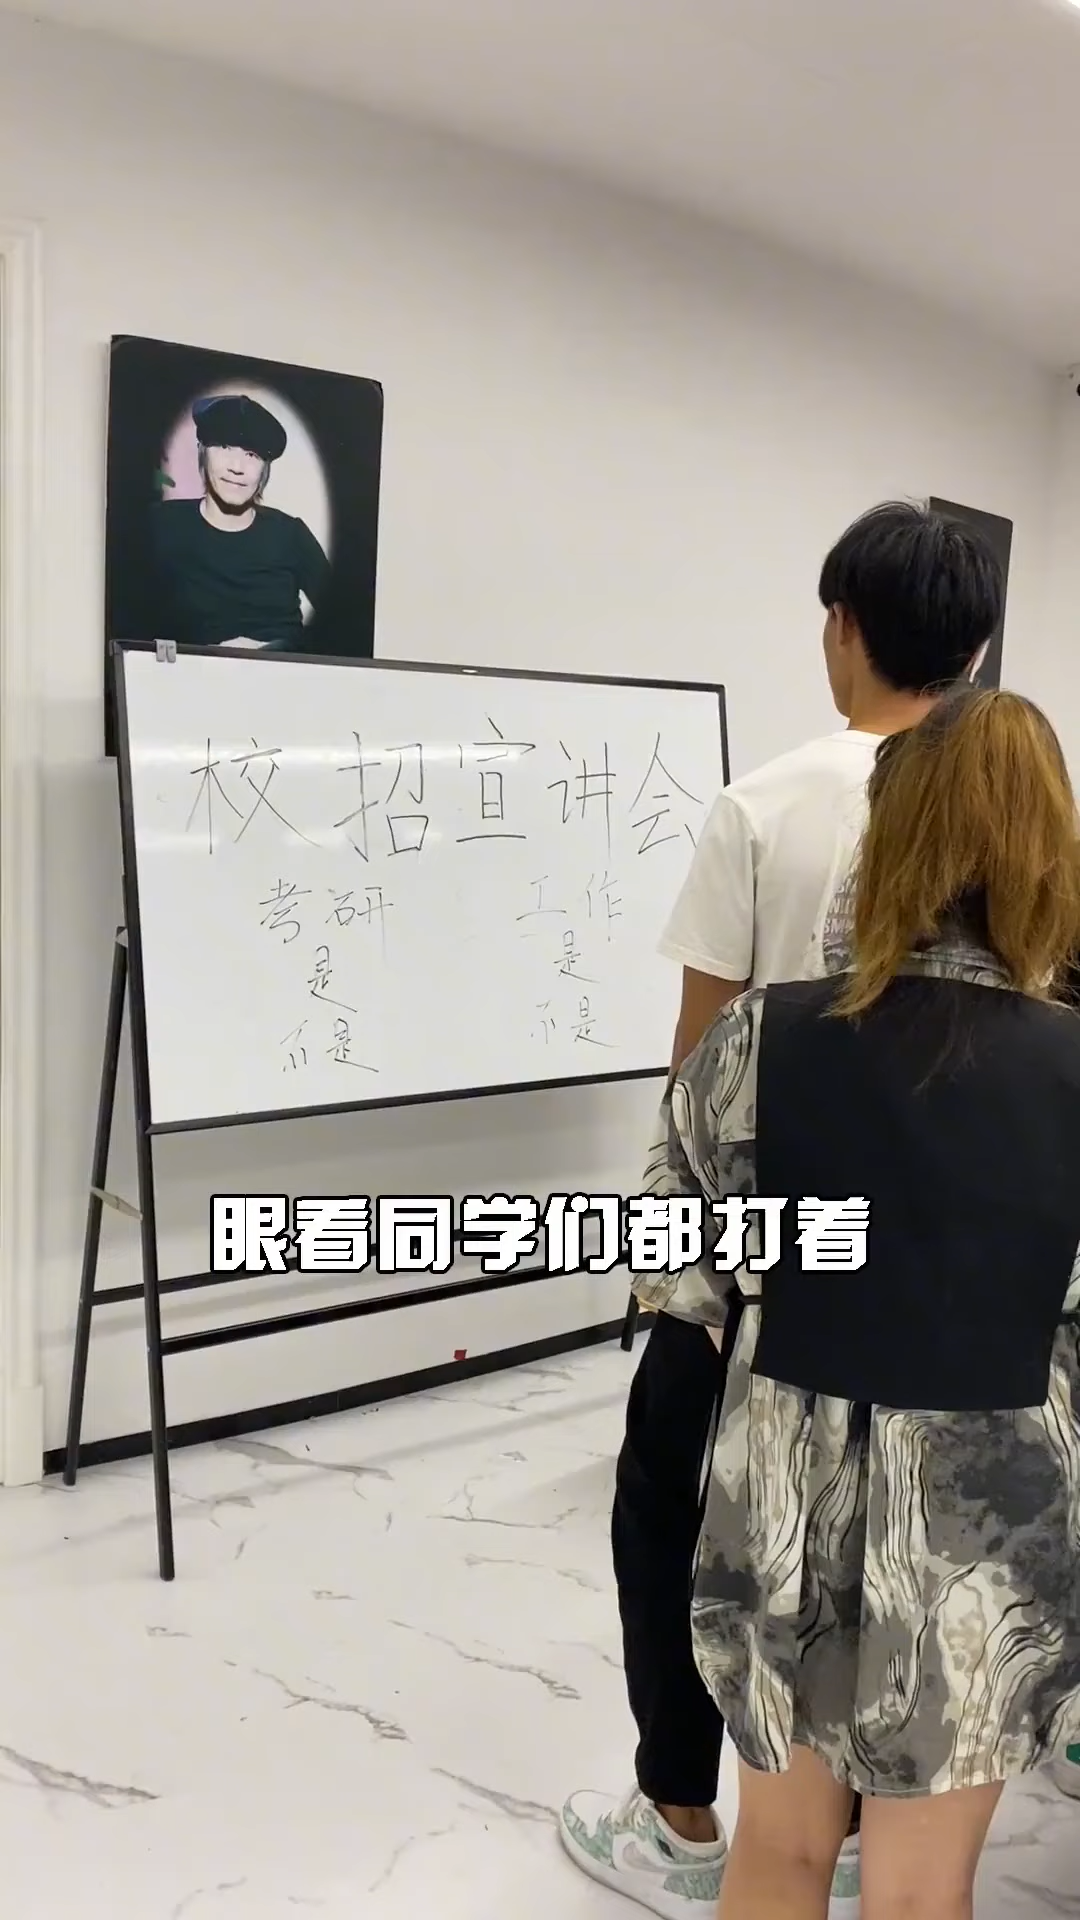 校招宣讲会
考研 工作
是 是
不是 不是
眼看同学们都打着